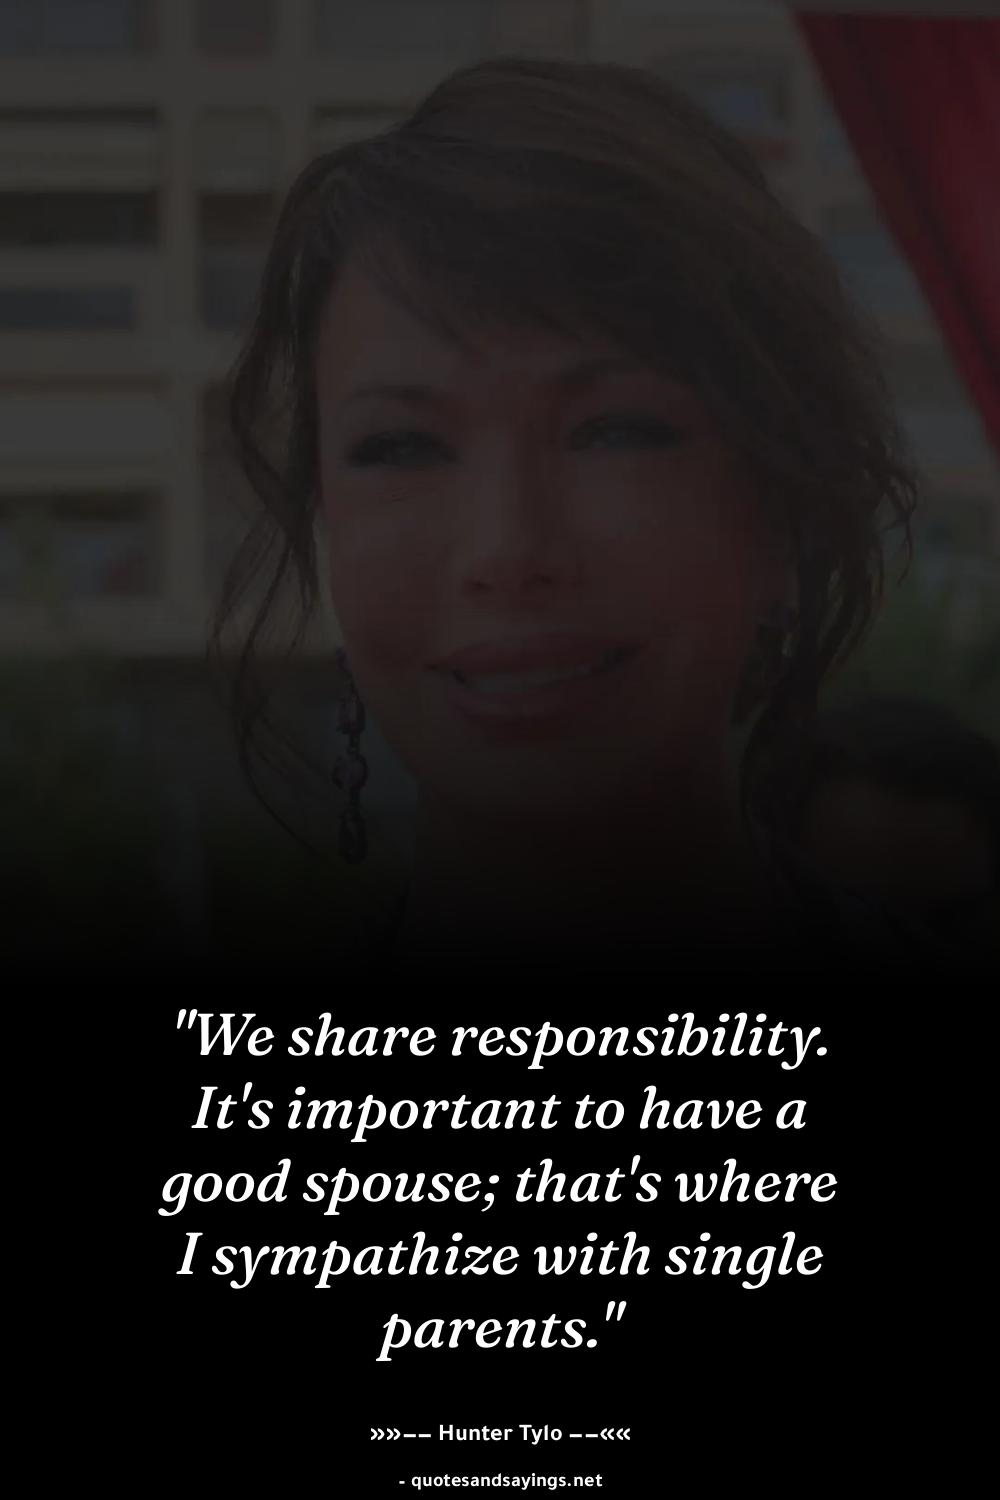 "We share responsibility.
It's important to have a
good spouse; that's where
I sympathize with single
parents."
»»–– Hunter Tylo ––««
- quotesandsayings.net